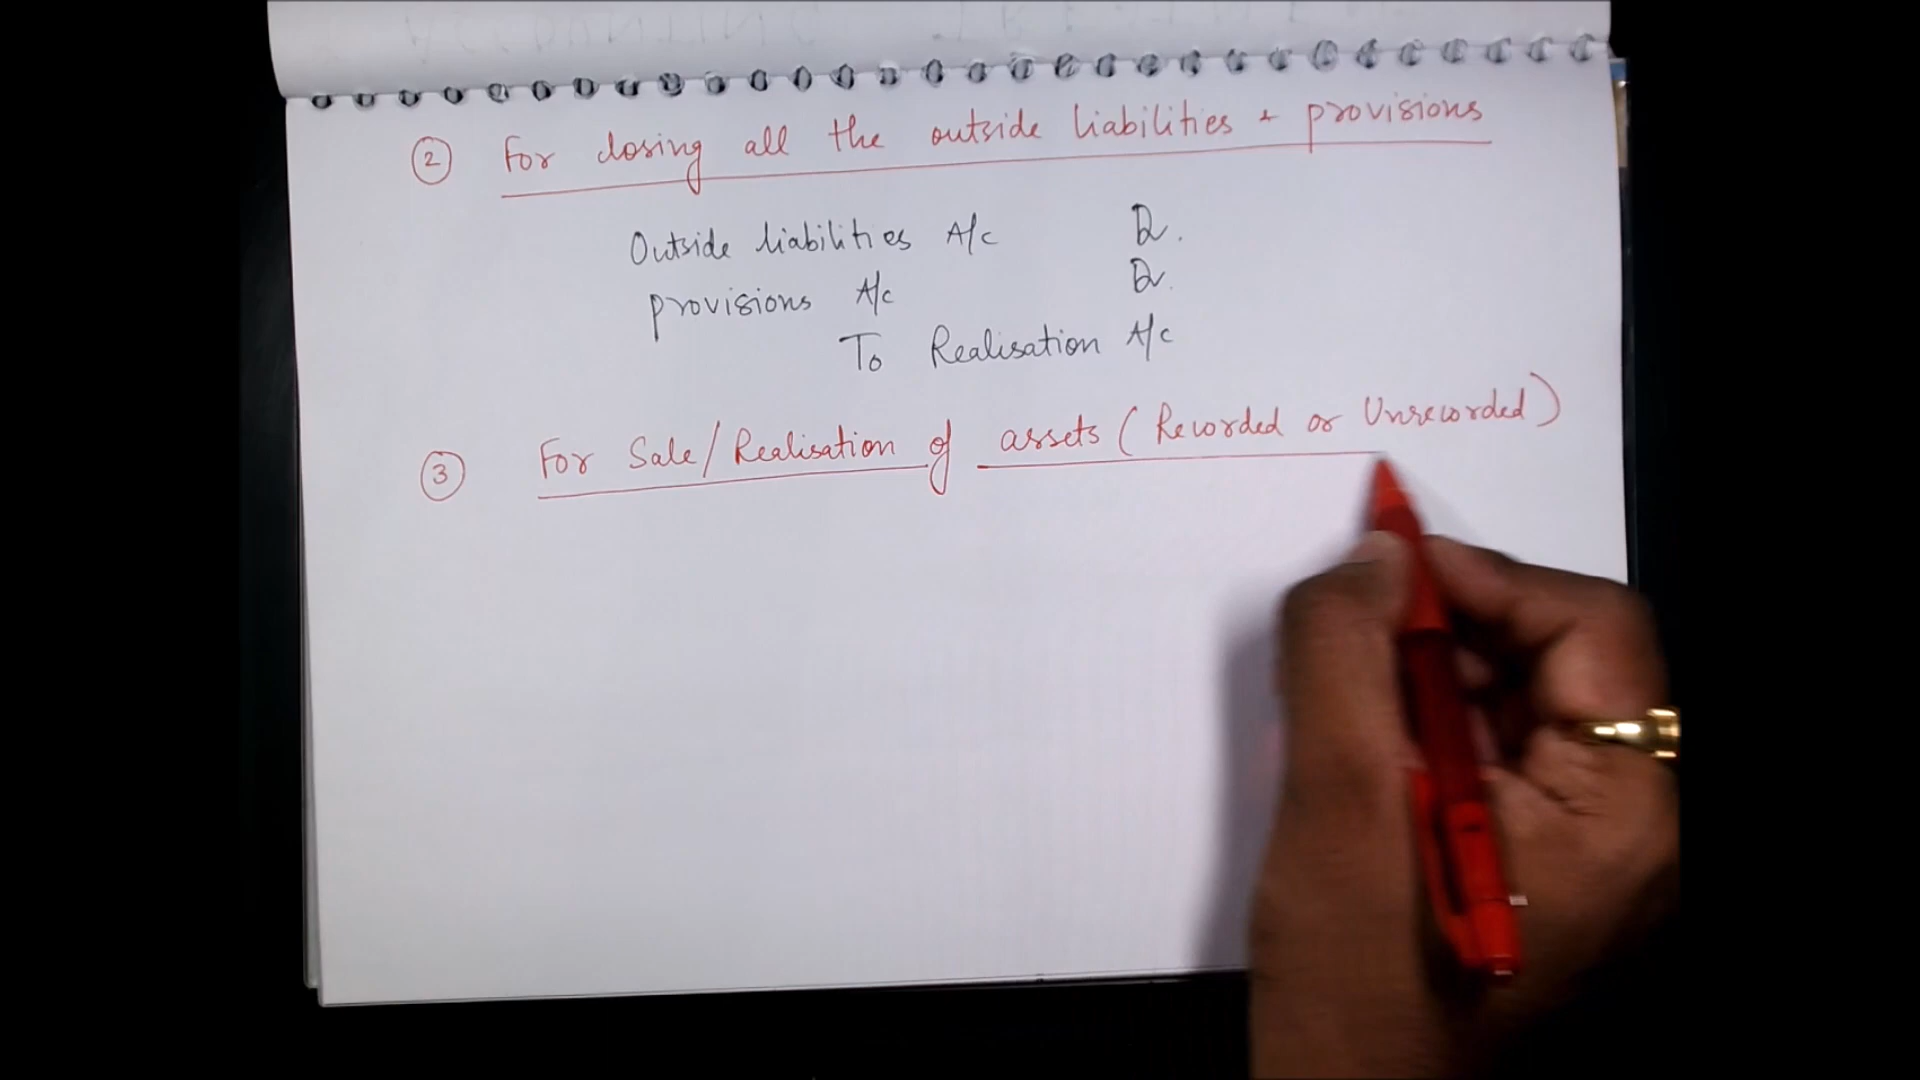 ② For closing all the outside liabilities + provisions
Outside liabilities A/c Dr.
provisions A/c Dr.
To Realisation A/c
③ For Sale/Realisation of assets (Recorded or Unrecorded)